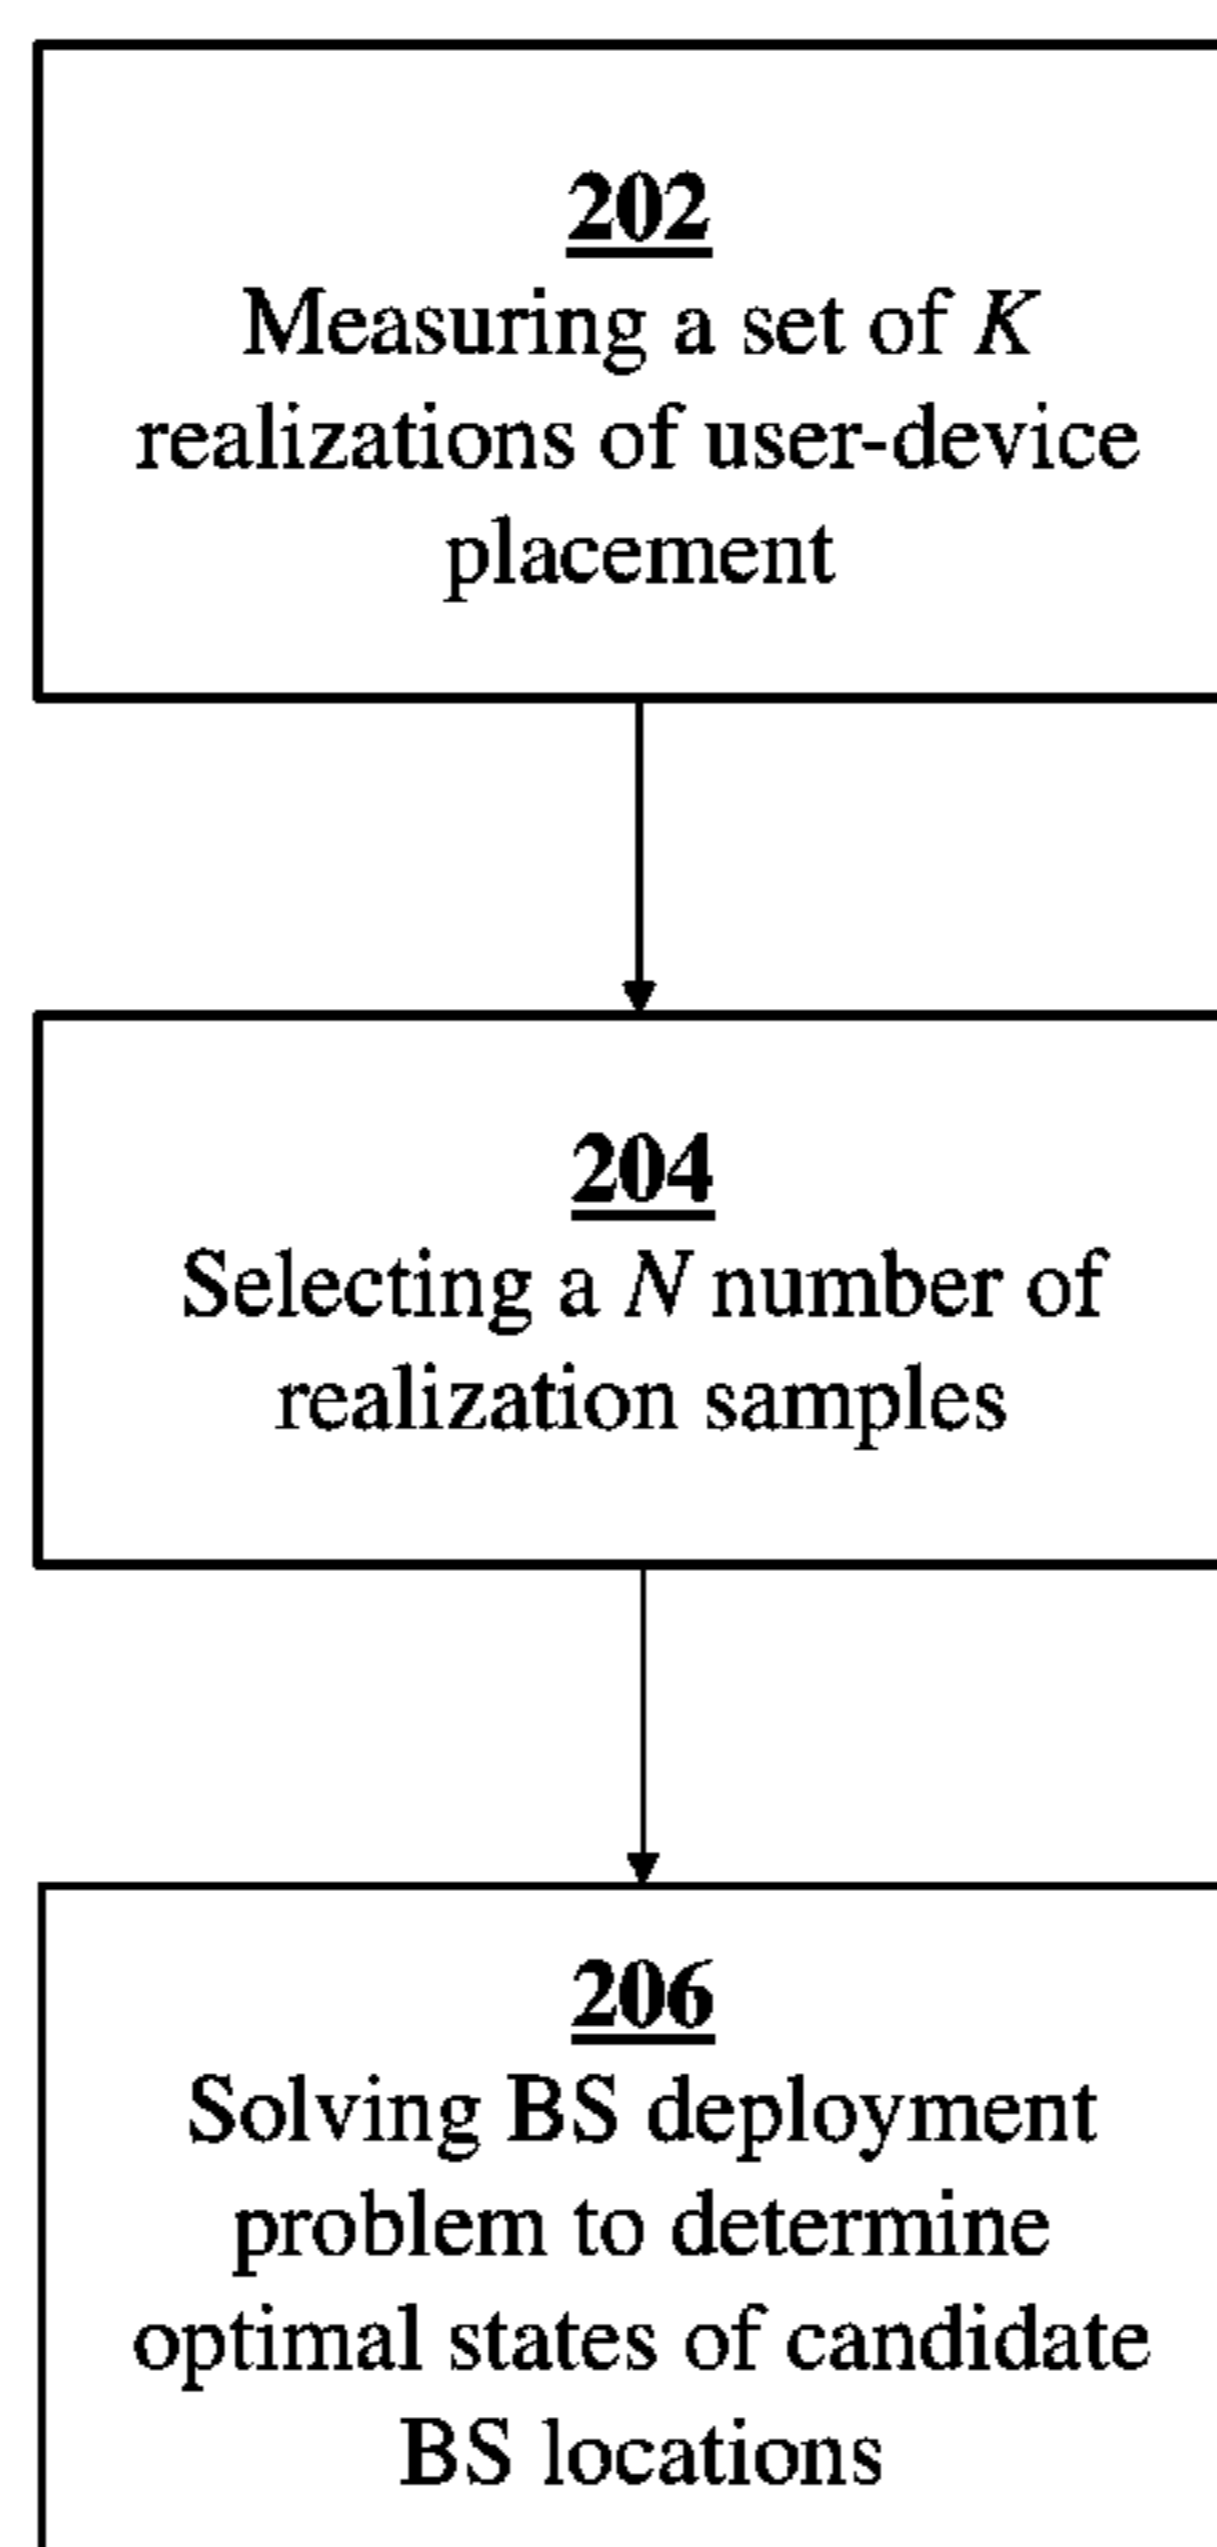 202
Measuring a set of K
realizations of user-device
placement
204
Selecting a N number of
realization samples
206
Solving BS deployment
problem to determine
optimal states of candidate
BS locations